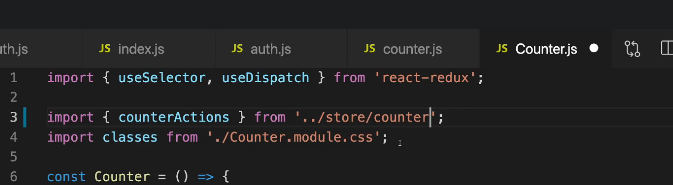 uth.js JS index.js JS auth.js JS counter.js JS Counter.js
1 import { useSelector, useDispatch } from 'react-redux';
2
3 import { counterActions } from '../store/counter';
4 import classes from './Counter.module.css';
5
6 const Counter = () => {